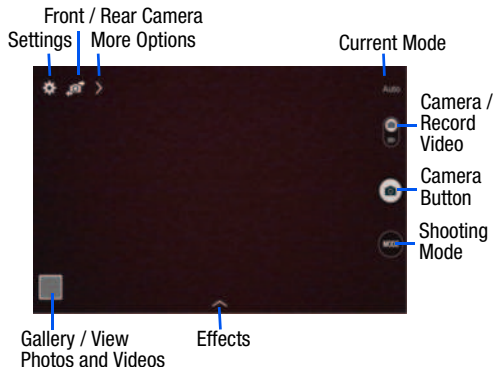 Front / Rear Camera
Settings
More Options
Current Mode
Auto
Camera /
Record
Video
Camera
Button
MODE
Shooting
Mode
Gallery / View
Photos and Videos
Effects